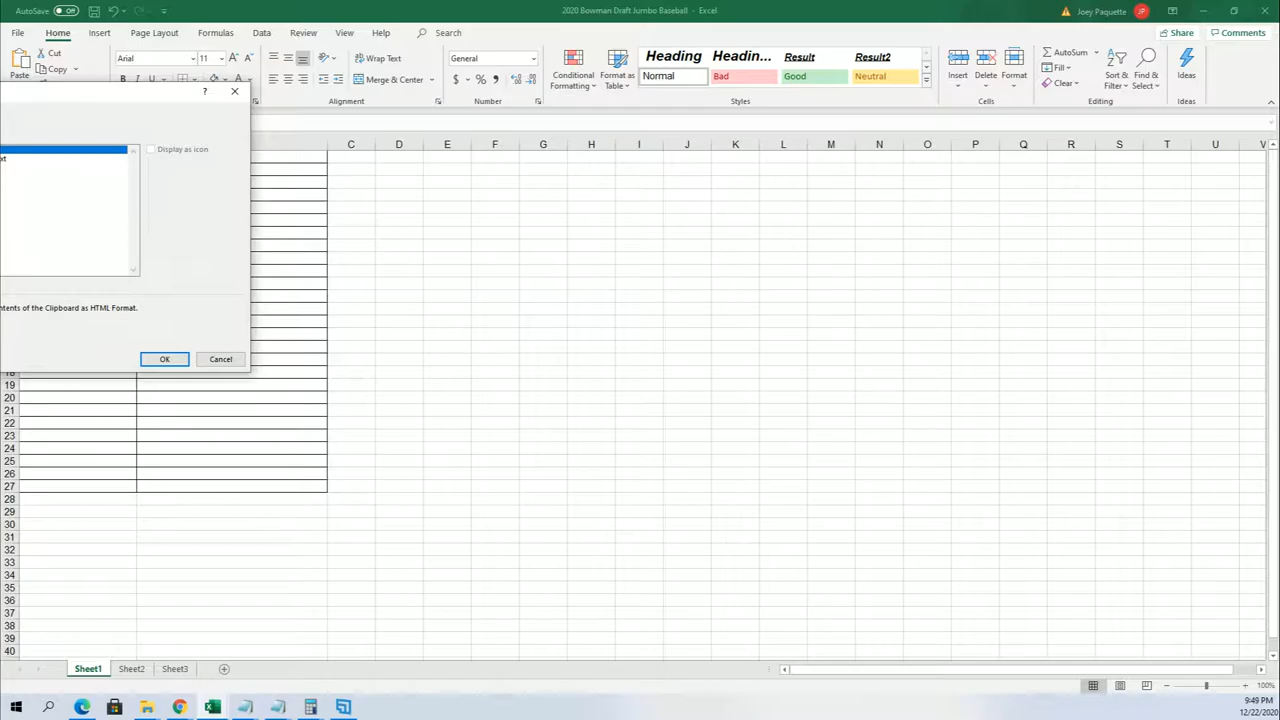 AutoSave Off 2020 Bowman Draft Jumbo Baseball - Excel Joey Paquette JP
File Home Insert Page Layout Formulas Data Review View Help Search Share Comments
Paste Cut Copy Arial 11 A A Wrap Text General Conditional Formatting Format as Table Heading Headin... Result Result2 Insert Delete Format AutoSum Fill Clear Sort & Filter Find & Select Ideas
B I U A Merge & Center $ % , Normal Bad Good Neutral
Alignment Number Styles Cells Editing Ideas
? 
C D E F G H I J K L M N O P Q R S T U V
Display as icon
xt
ntents of the Clipboard as HTML Format.
OK Cancel
18
19
20
21
22
23
24
25
26
27
28
29
30
31
32
33
34
35
36
37
38
39
40
Sheet1 Sheet2 Sheet3
100%
9:49 PM
12/22/2020